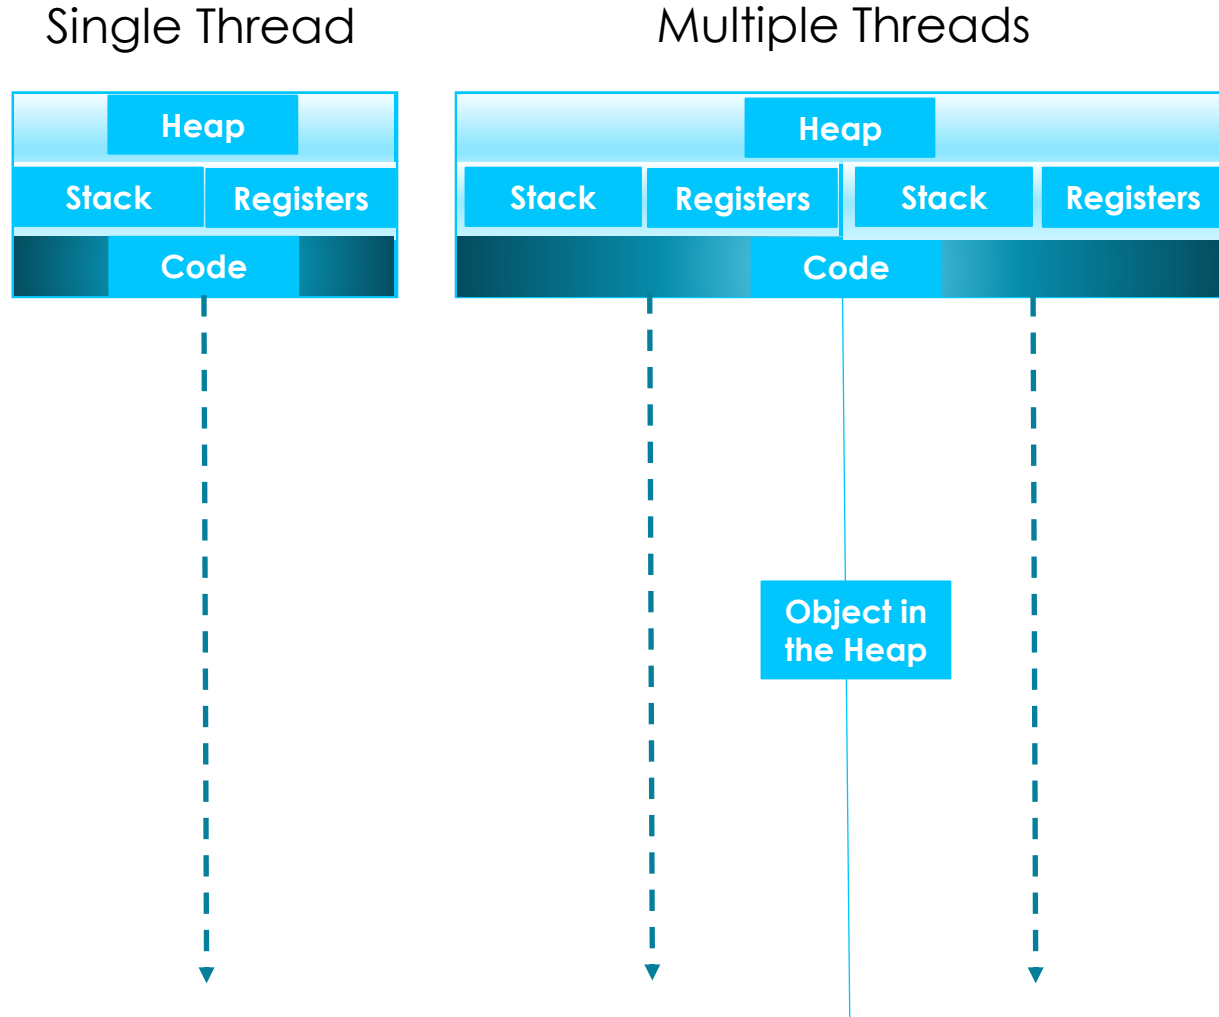 Single Thread
Multiple Threads
Heap
Stack
Registers
Code
Heap
Stack
Registers
Stack
Registers
Code
Object in
the Heap